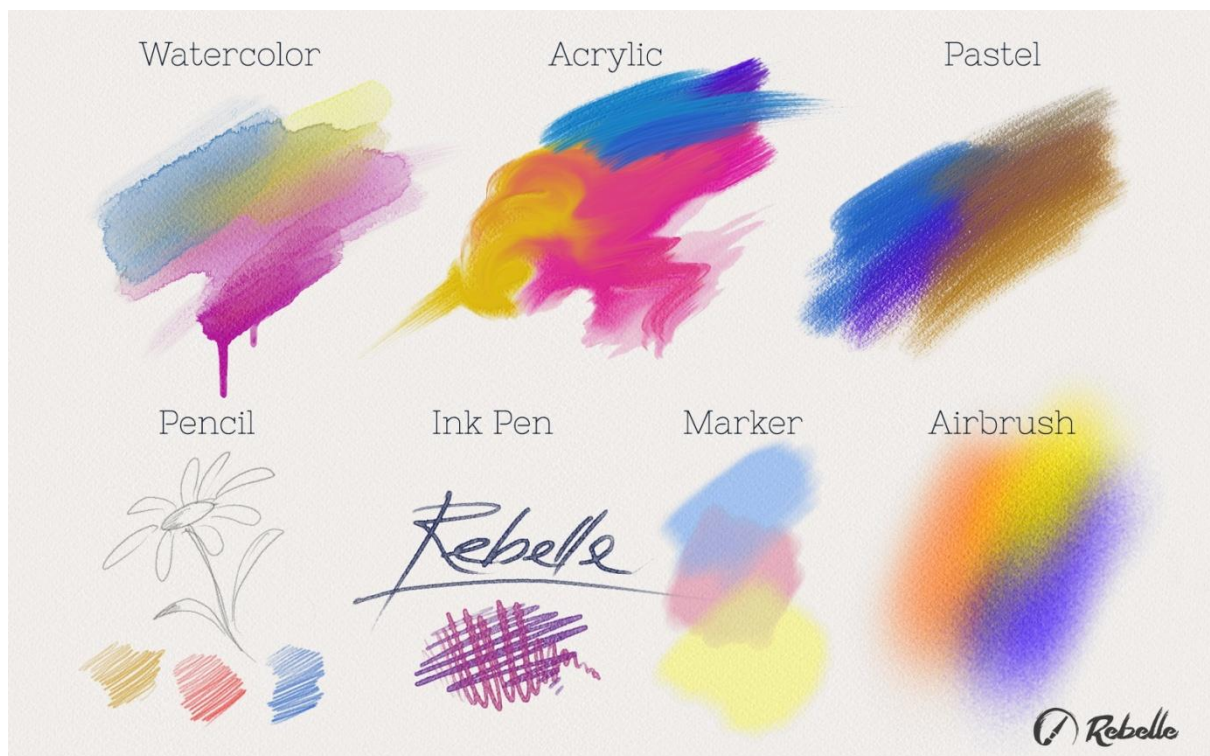 Watercolor
Acrylic
Pastel
Pencil
Ink Pen
Marker
Airbrush
Rebelle
Rebelle